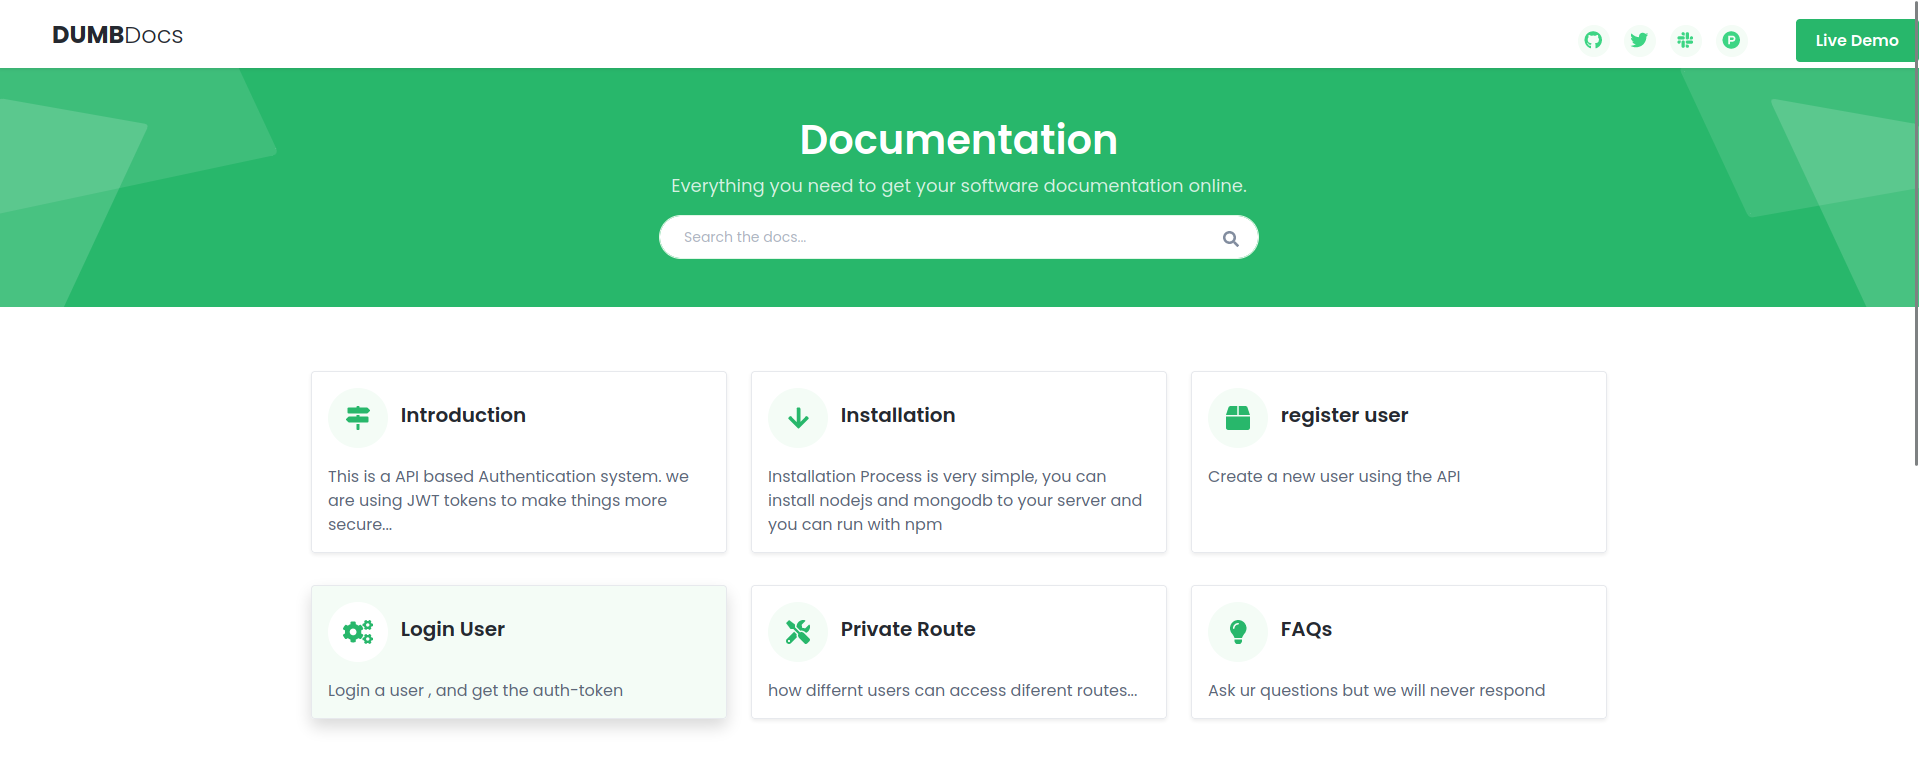 DUMBDocs
Live Demo
Documentation
Everything you need to get your software documentation online.
Search the docs...
Introduction
This is a API based Authentication system. we
are using JWT tokens to make things more
secure...
Installation
Installation Process is very simple, you can
install nodejs and mongodb to your server and
you can run with npm
register user
Create a new user using the API
Login User
Login a user , and get the auth-token
Private Route
how differnt users can access diferent routes...
FAQs
Ask ur questions but we will never respond